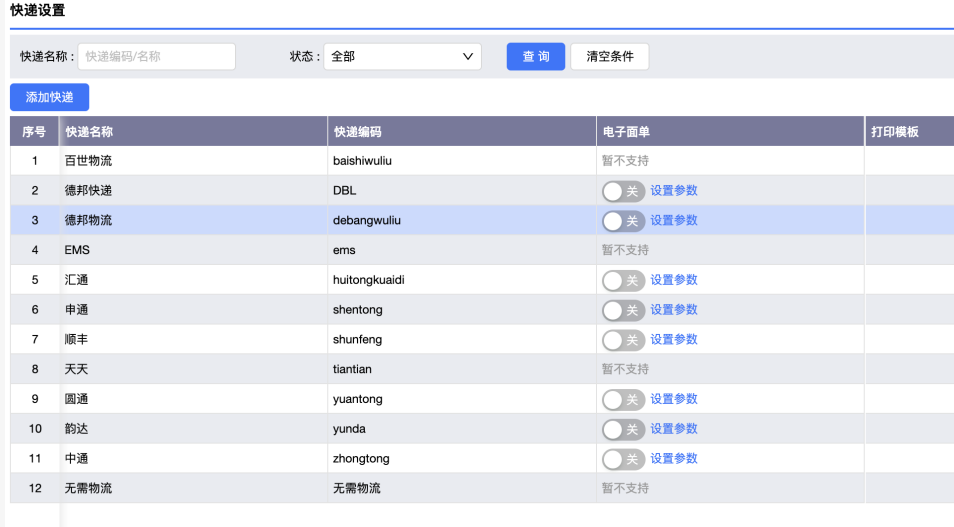 快递设置
快递名称 : 快递编码/名称 状态 : 全部 查 询 清空条件
添加快递
序号 快递名称 快递编码 电子面单 打印模板
1 百世物流 baishiwuliu 暂不支持
2 德邦快递 DBL 关 设置参数
3 德邦物流 debangwuliu 关 设置参数
4 EMS ems 暂不支持
5 汇通 huitongkuaidi 关 设置参数
6 申通 shentong 关 设置参数
7 顺丰 shunfeng 关 设置参数
8 天天 tiantian 暂不支持
9 圆通 yuantong 关 设置参数
10 韵达 yunda 关 设置参数
11 中通 zhongtong 关 设置参数
12 无需物流 无需物流 暂不支持